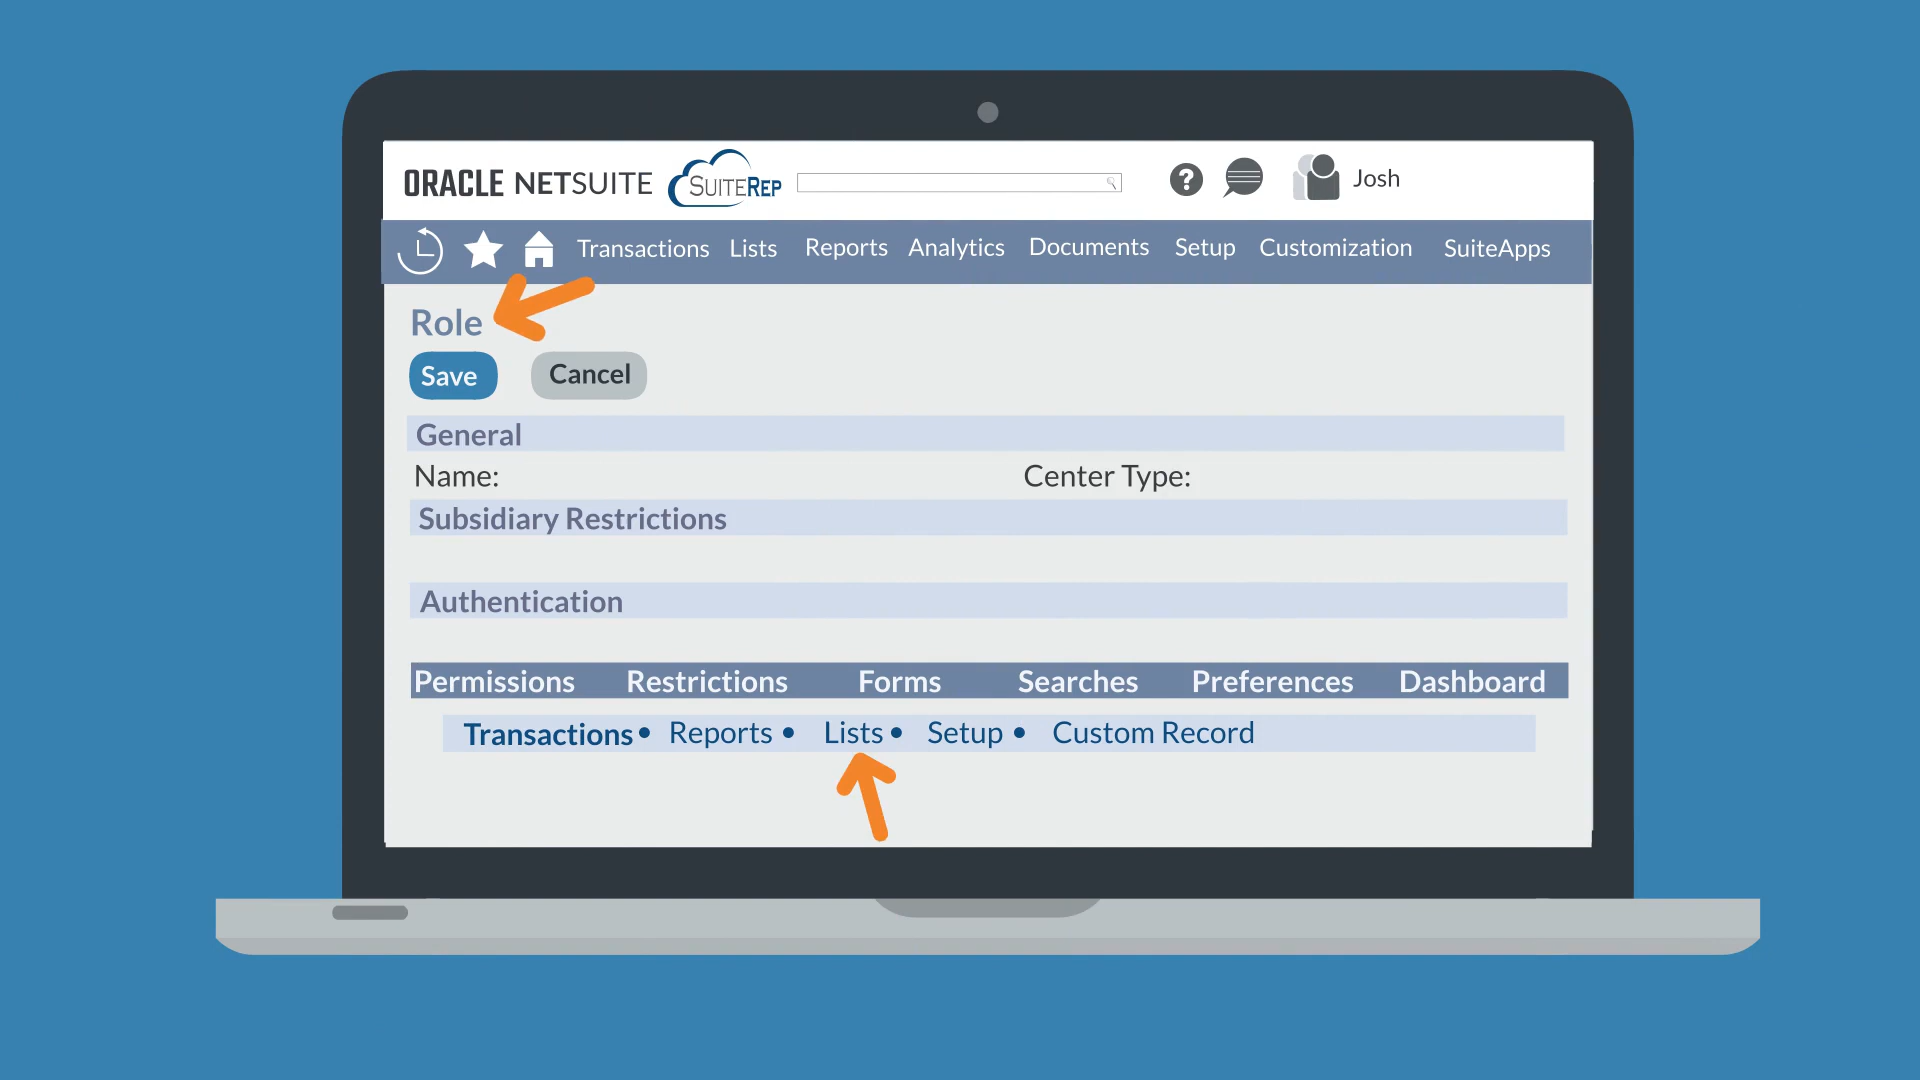 ORACLE NETSUITE SUITEREP ? Josh
Transactions Lists Reports Analytics Documents Setup Customization SuiteApps
Role
Save Cancel
General
Name: Center Type:
Subsidiary Restrictions
Authentication
Permissions Restrictions Forms Searches Preferences Dashboard
Transactions • Reports • Lists • Setup • Custom Record